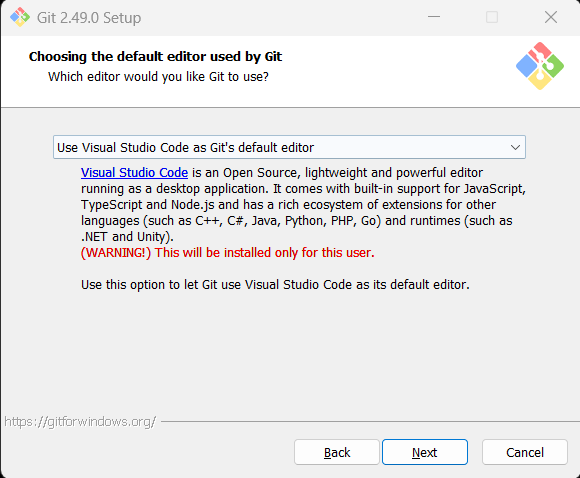 Git 2.49.0 Setup
Choosing the default editor used by Git
Which editor would you like Git to use?
Use Visual Studio Code as Git's default editor
Visual Studio Code is an Open Source, lightweight and powerful editor
running as a desktop application. It comes with built-in support for JavaScript,
TypeScript and Node.js and has a rich ecosystem of extensions for other
languages (such as C++, C#, Java, Python, PHP, Go) and runtimes (such as
.NET and Unity).
(WARNING!) This will be installed only for this user.
Use this option to let Git use Visual Studio Code as its default editor.
https://gitforwindows.org/
Back
Next
Cancel